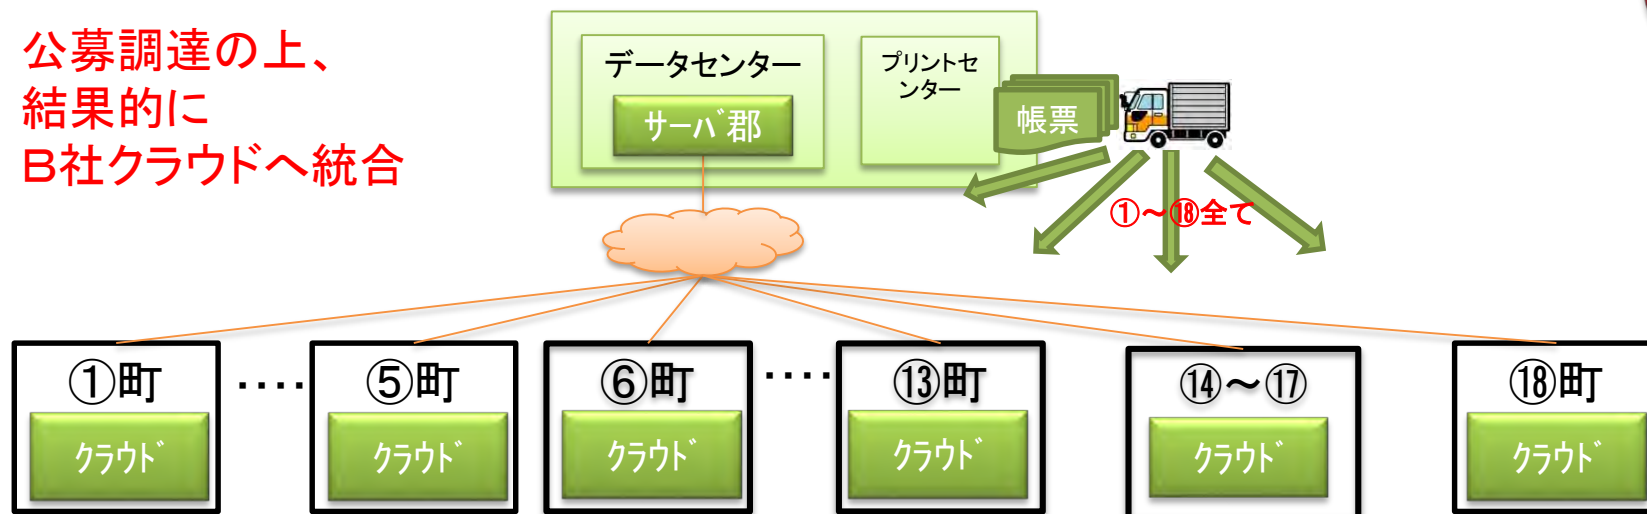 公募調達の上、
結果的に
B社クラウドへ統合
データセンター
サーバ郡
プリントセ
ンター
帳票
①～⑱全て
①町
‥‥
⑤町
⑥町
‥‥
⑬町
⑭～⑰
⑱町
クラウド
クラウド
クラウド
クラウド
クラウド
クラウド